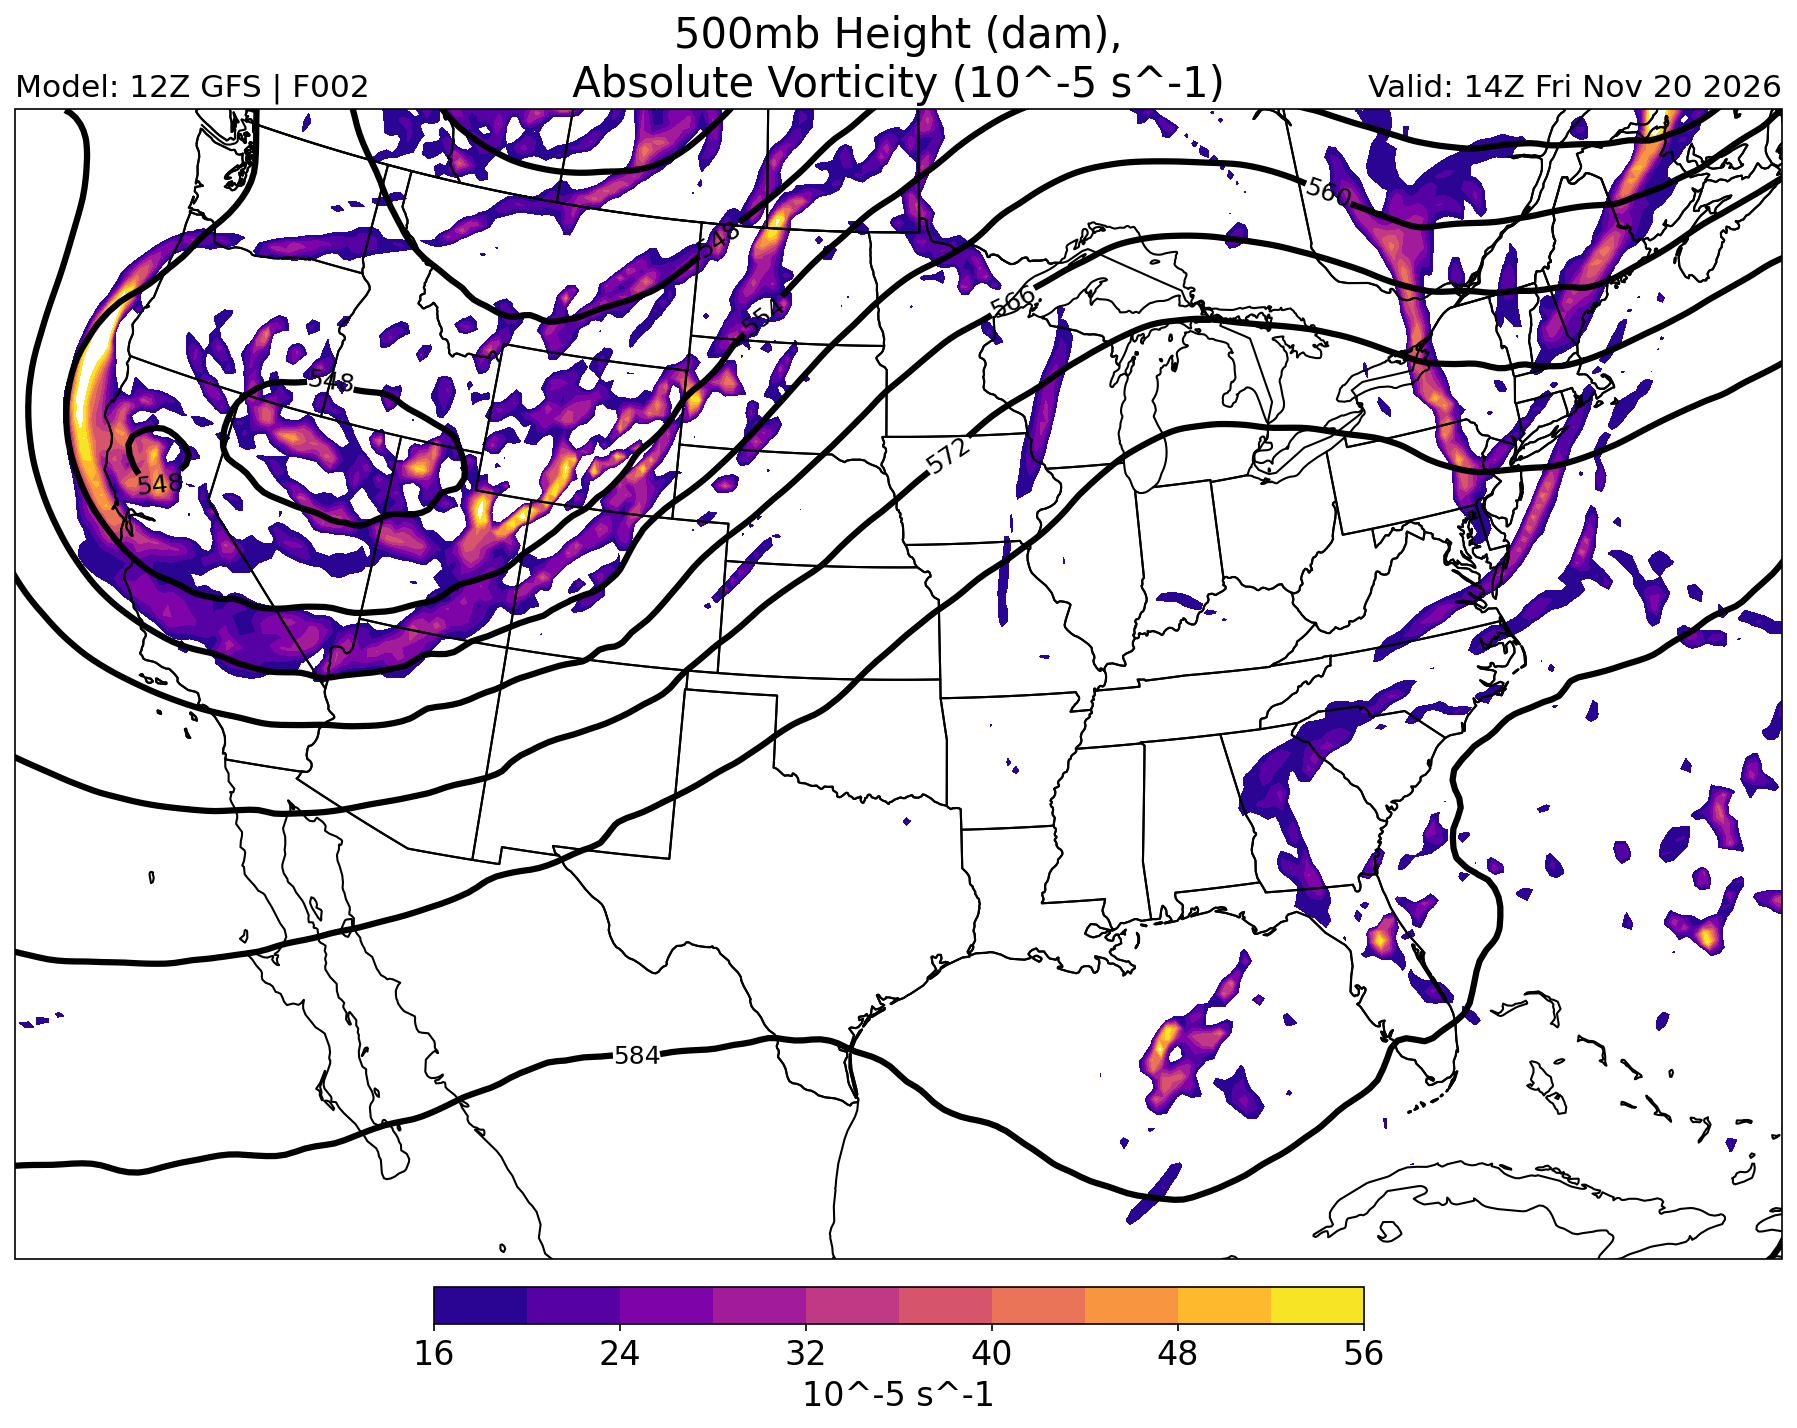 500mb Height (dam),
Absolute Vorticity (10^-5 s^-1)
Model: 12Z GFS | F002
Valid: 14Z Fri Nov 20 2026
560
548
566
554
548
572
548
584
16 24 32 40 48 56
10^-5 s^-1